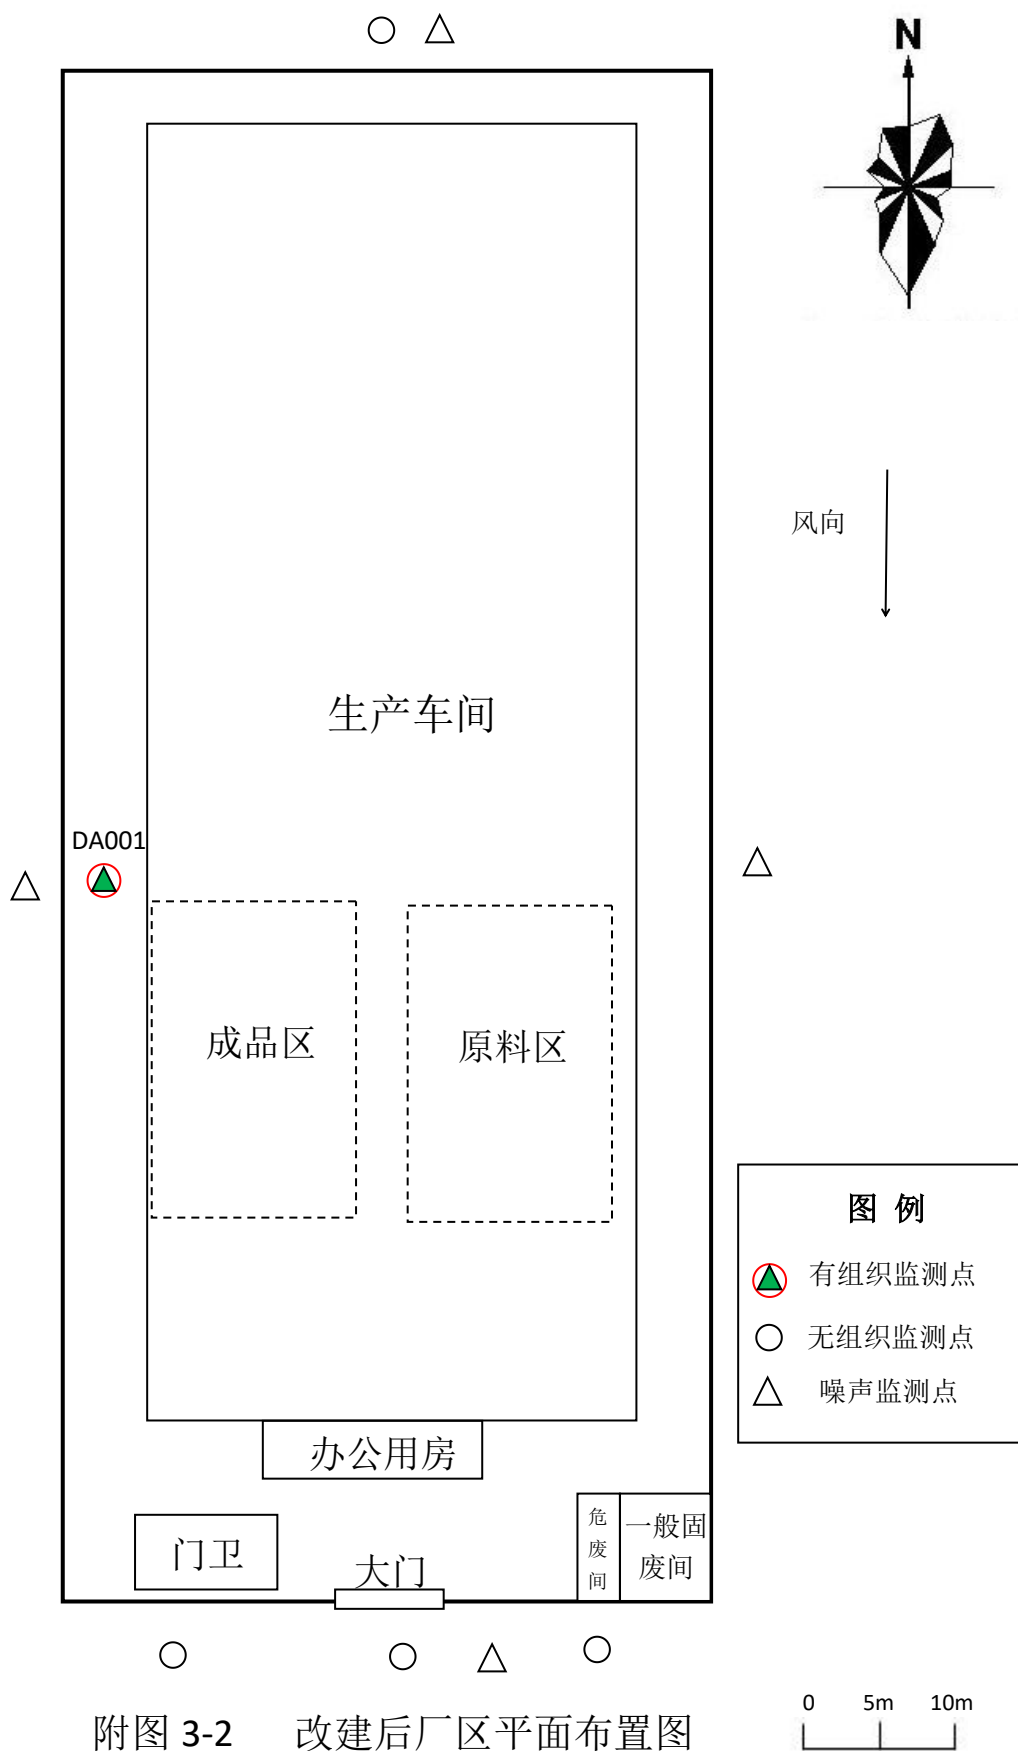 N
风向
生产车间
DA001
成品区
原料区
图 例
有组织监测点
无组织监测点
噪声监测点
办公用房
门卫
大门
危
废
间
一般固
废间
0 5m 10m
附图 3-2 改建后厂区平面布置图